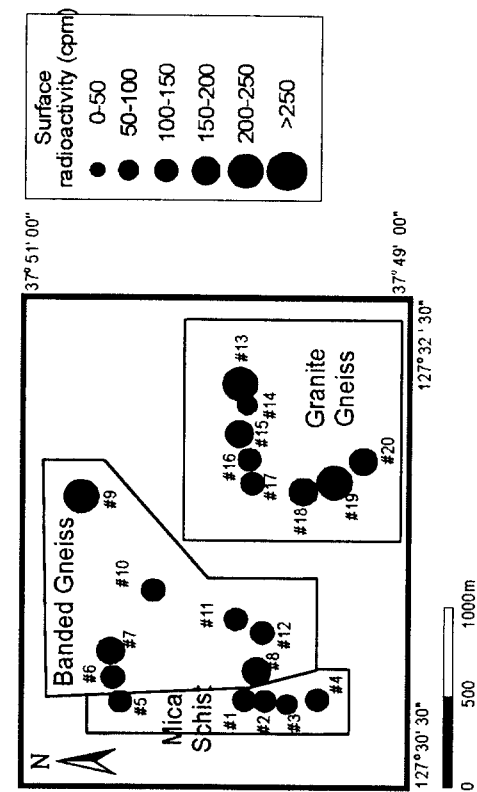 Surface
radioactivity (cpm)
0-50
50-100
100-150
150-200
200-250
>250
37° 51' 00"
N
Banded Gneiss
#9
#10
#6
#7
#5
#11
#12
#8
Mica
Schist
#1
#2
#3
#4
#13
#14
#15
#16
#17
Granite
Gneiss
#18
#19
#20
37° 49' 00"
127°30' 30"
127°32' 30"
0 500 1000m